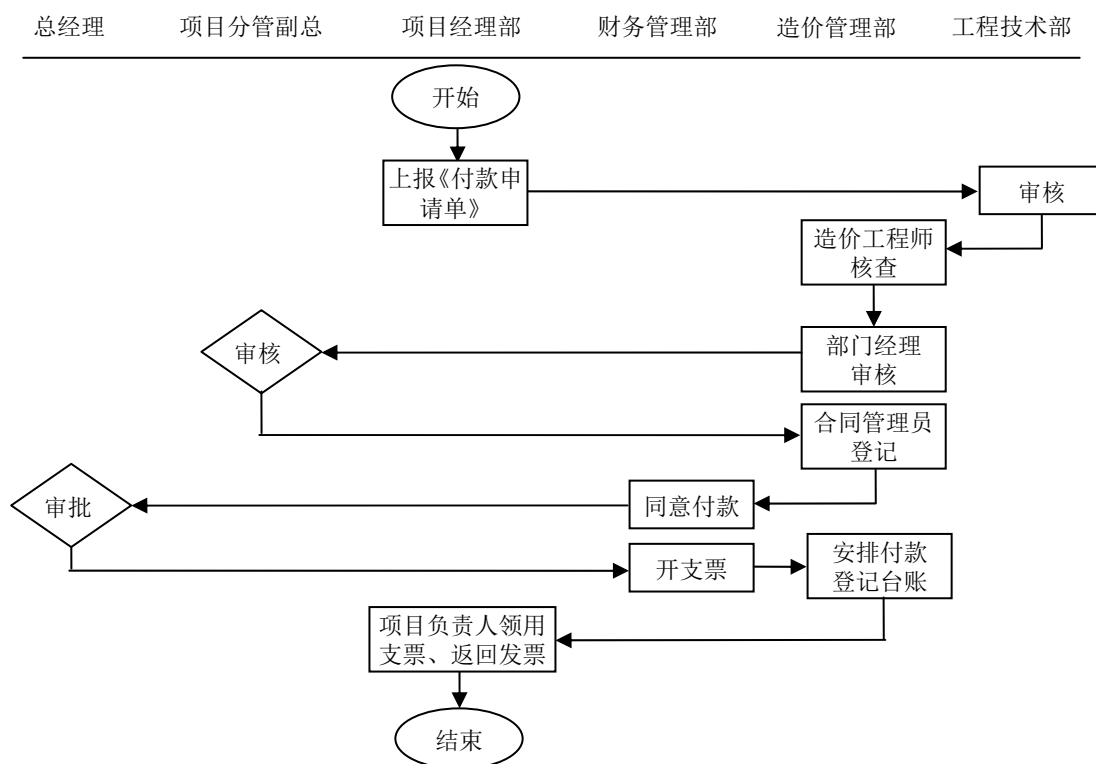 总经理 项目分管副总 项目经理部 财务管理部 造价管理部 工程技术部
开始
上报《付款申
请单》
审核
造价工程师
核查
部门经理
审核
审核
合同管理员
登记
同意付款
审批
开支票
安排付款
登记台账
项目负责人领用
支票、返回发票
结束